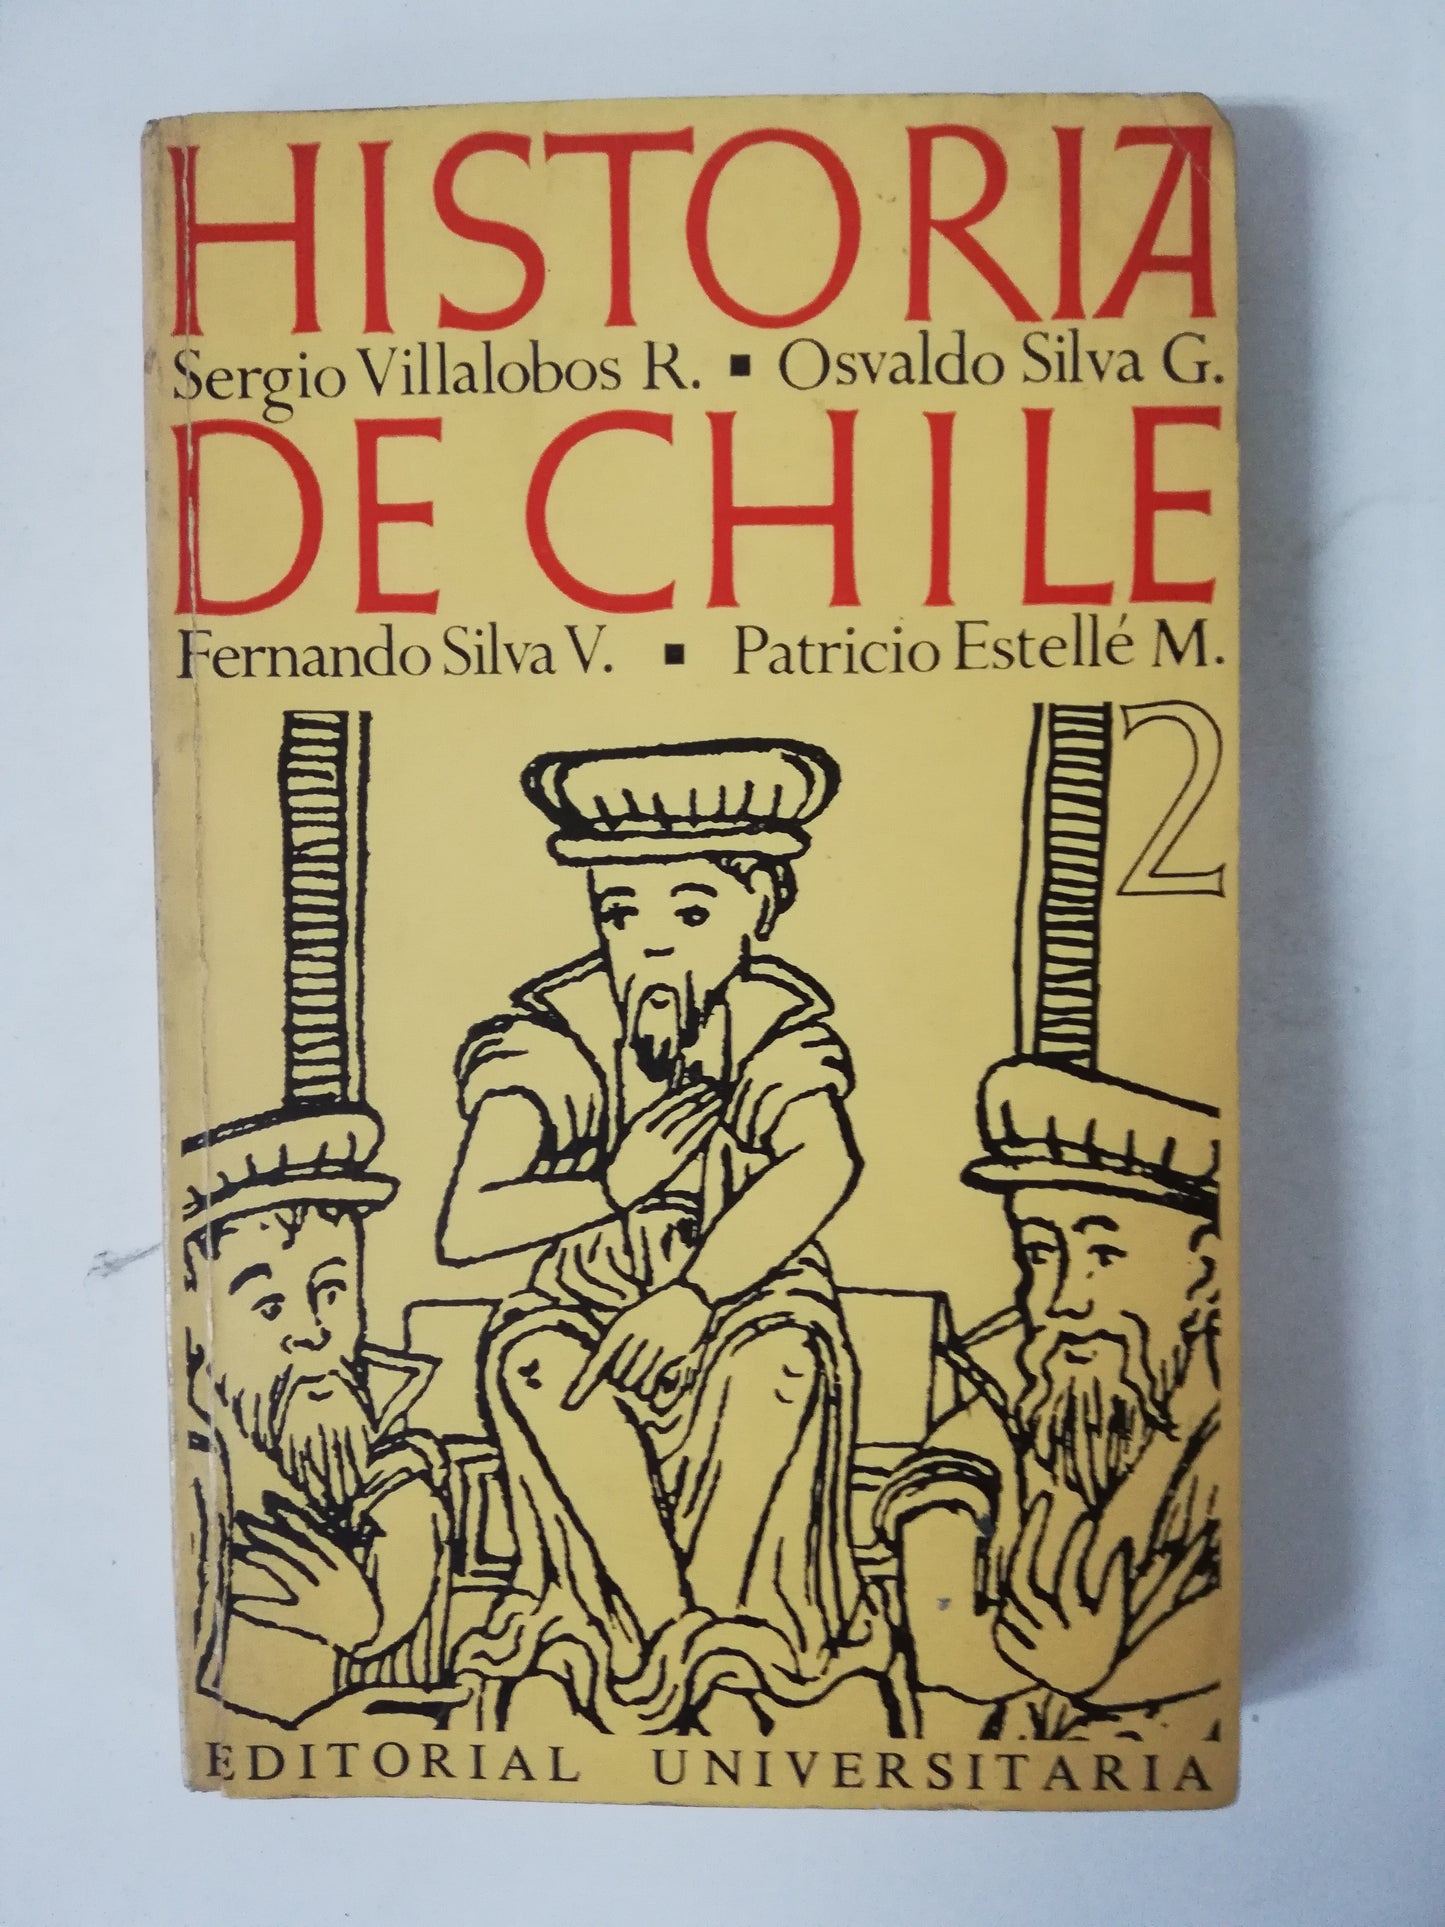 HISTORIA
Sergio Villalobos R. ▪ Osvaldo Silva G.
DE CHILE
Fernando Silva V. ▪ Patricio Estellé M.
2
EDITORIAL UNIVERSITARIA